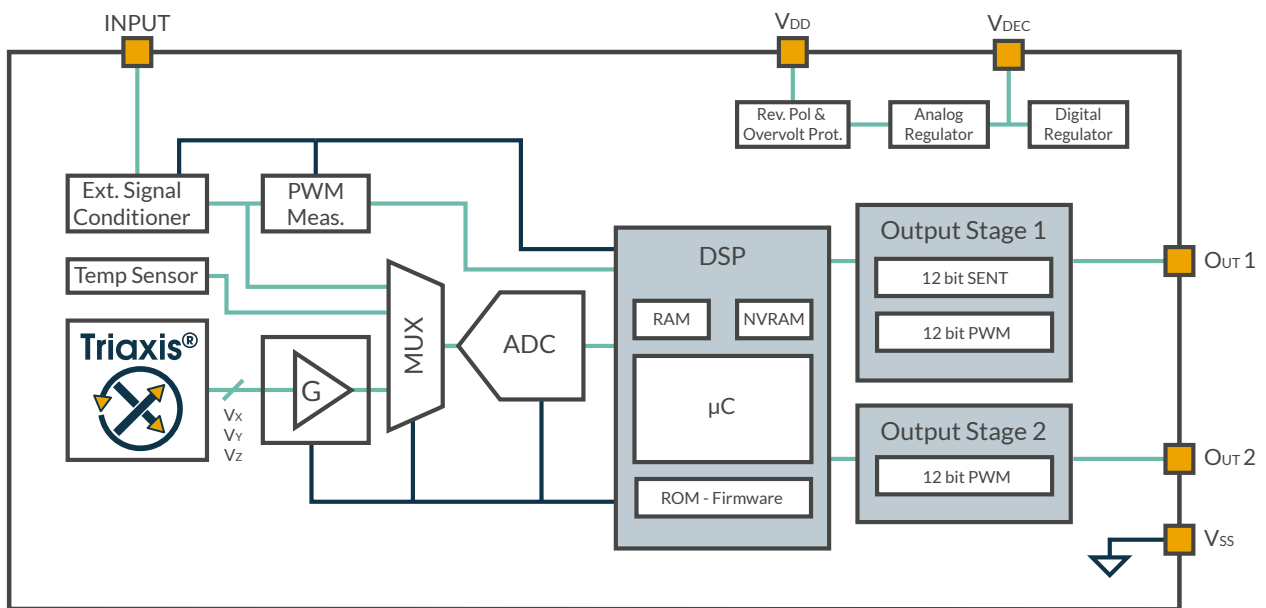 INPUT
VDD
VDEC
Rev. Pol &
Overvolt Prot.
Analog
Regulator
Digital
Regulator
Ext. Signal
Conditioner
PWM
Meas.
Temp Sensor
Triaxis®
VX
VY
VZ
G
MUX
ADC
DSP
RAM
NVRAM
µC
ROM - Firmware
Output Stage 1
12 bit SENT
12 bit PWM
Output Stage 2
12 bit PWM
OUT 1
OUT 2
VSS